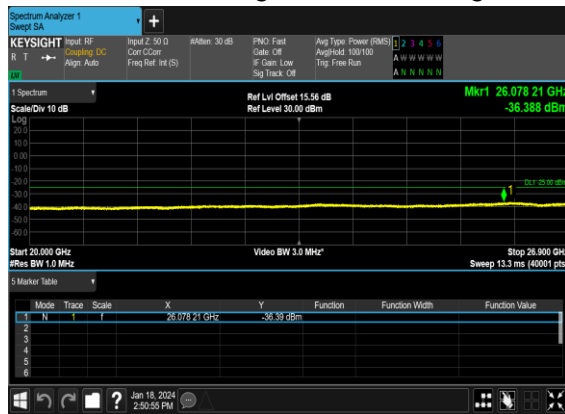 Spectrum Analyzer 1
Swept SA
+
KEYSIGHT Input: RF Input Z: 50 Ω #Atten: 30 dB PNO: Fast Avg Type: Power (RMS) 1 2 3 4 5 6
R T Coupling: DC Corr CCorr Gate: Off Avg|Hold: 100/100 A W W W W W
Align: Auto Freq Ref: Int (S) IF Gain: Low Trig: Free Run
Sig Track: Off A N N N N N
LW
1 Spectrum Ref Lvl Offset 15.56 dB Mkr1 26.078 21 GHz
Scale/Div 10 dB Ref Level 30.00 dBm -36.388 dBm
Log
20.0
10.0
0.00
-10.0
-20.0
DL1 -25.00 dBm
1
-30.0
-40.0
-50.0
-60.0
Start 20.000 GHz Video BW 3.0 MHz* Stop 26.900 GHz
#Res BW 1.0 MHz Sweep 13.3 ms (40001 pts)
5 Marker Table
Mode Trace Scale X Y Function Function Width Function Value
1 N 1 f 26.078 21 GHz -36.39 dBm
2
3
4
5
6
? Jan 18, 2024
2:50:55 PM